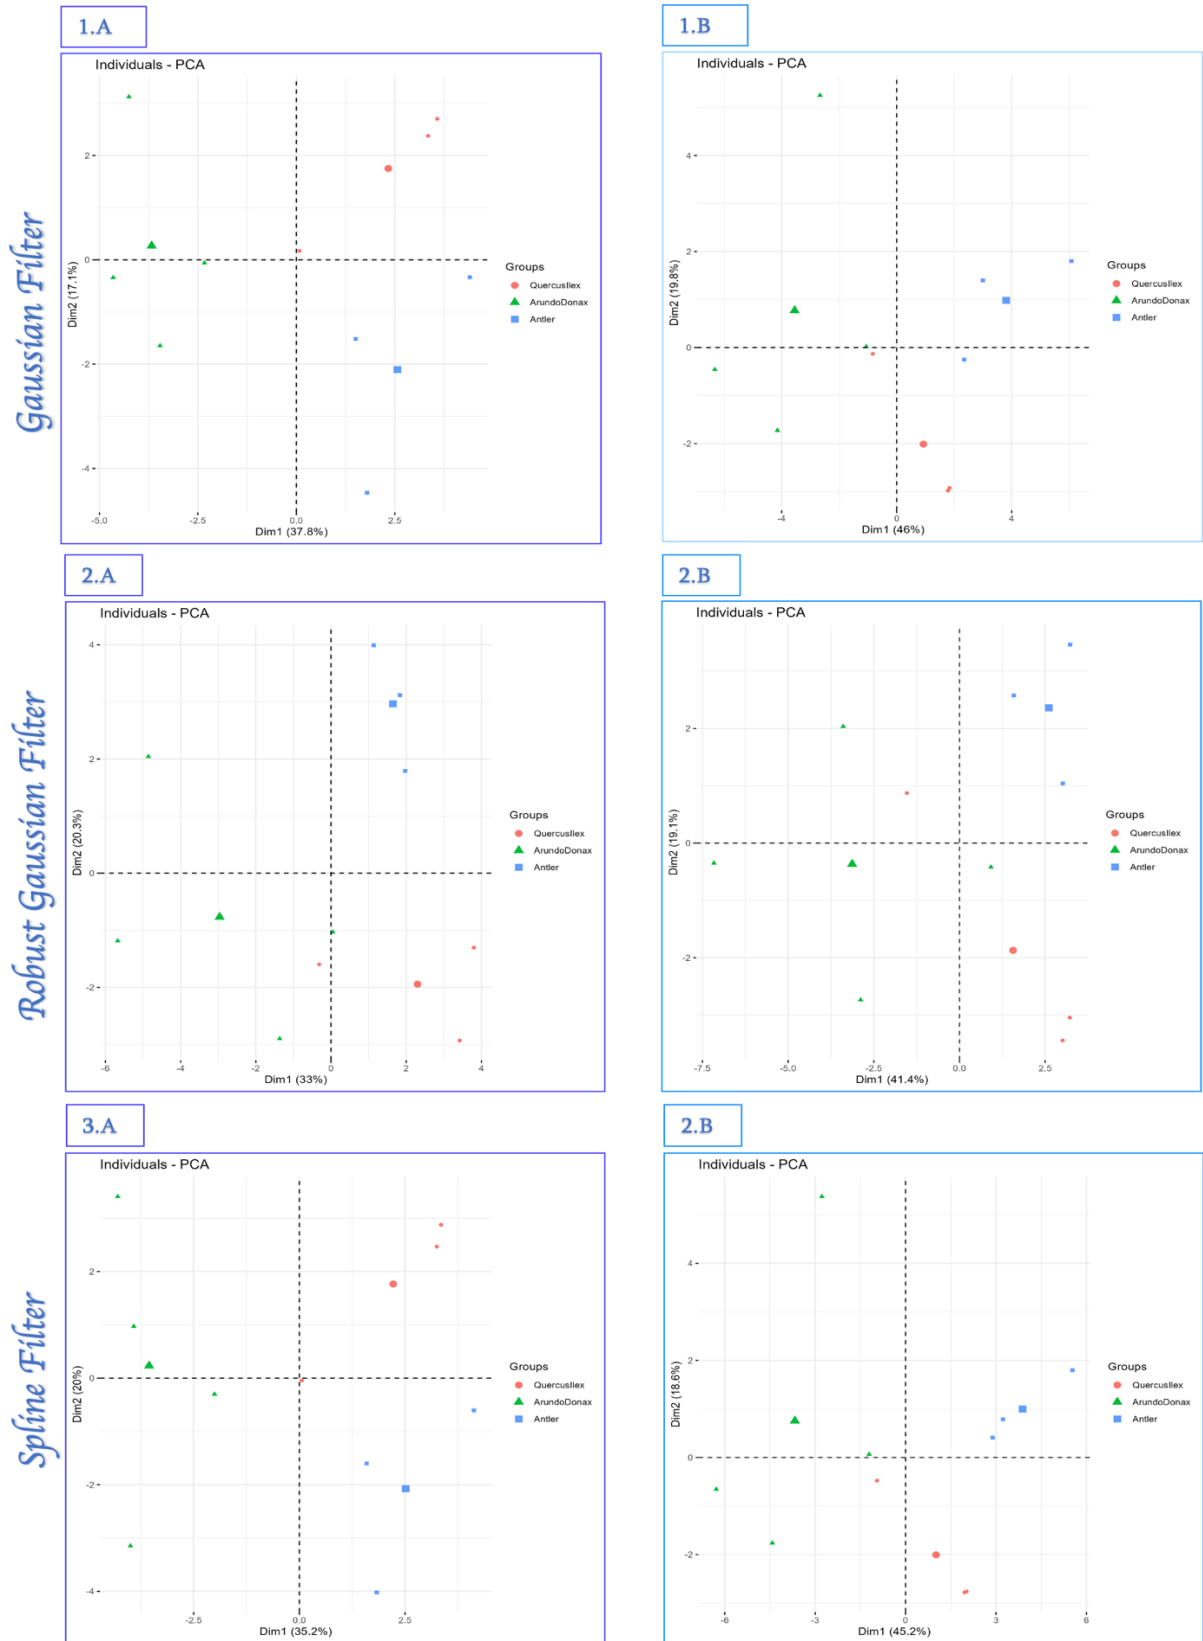 1.A
1.B
Gaussian Filter
Individuals - PCA
2
0
-2
-4
Dim2 (17.1%)
-5.0 -2.5 0.0 2.5
Dim1 (37.8%)
Groups
QuercusIlex
ArundoDonax
Antler
Individuals - PCA
4
2
0
-2
Dim2 (19.8%)
-4 0 4
Dim1 (46%)
Groups
QuercusIlex
ArundoDonax
Antler
2.A
2.B
Robust Gaussian Filter
Individuals - PCA
4
2
0
-2
Dim2 (20.3%)
-6 -4 -2 0 2 4
Dim1 (33%)
Groups
QuercusIlex
ArundoDonax
Antler
Individuals - PCA
2
0
-2
Dim2 (19.1%)
-7.5 -5.0 -2.5 0.0 2.5
Dim1 (41.4%)
Groups
QuercusIlex
ArundoDonax
Antler
3.A
2.B
Spline Filter
Individuals - PCA
2
0
-2
-4
Dim2 (20%)
-2.5 0.0 2.5
Dim1 (35.2%)
Groups
QuercusIlex
ArundoDonax
Antler
Individuals - PCA
4
2
0
-2
Dim2 (18.6%)
-6 -3 0 3 6
Dim1 (45.2%)
Groups
QuercusIlex
ArundoDonax
Antler